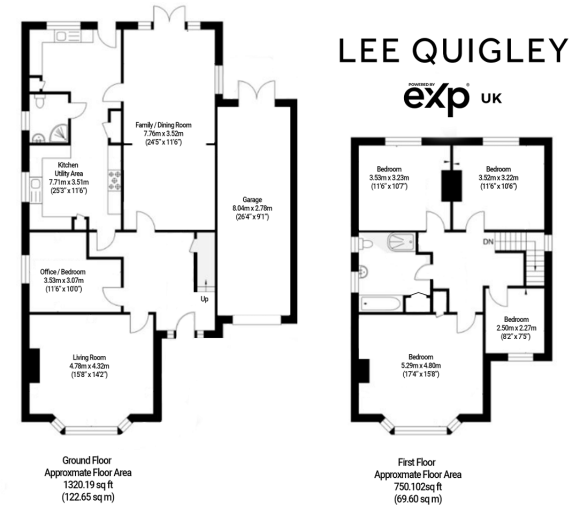 LEE QUIGLEY
POWERED BY
eXp UK
Family / Dining Room
7.76m x 3.52m
(24'5" x 11'6")
Kitchen
Utility Area
7.71m x 3.51m
(25'3" x 11'6")
Garage
8.04m x 2.78m
(26'4" x 9'1")
Office / Bedroom
3.53m x 3.07m
(11'6" x 10'0")
Up
Living Room
4.78m x 4.32m
(15'8" x 14'2")
Ground Floor
Approxmate Floor Area
1320.19 sq ft
(122.65 sq m)
Bedroom
3.53m x 3.23m
(11'6" x 10'7")
Bedroom
3.52m x 3.22m
(11'6" x 10'6")
DN
Bedroom
2.50m x 2.27m
(8'2" x 7'5")
Bedroom
5.29m x 4.80m
(17'4" x 15'8")
First Floor
Approxmate Floor Area
750.102sq ft
(69.60 sq m)